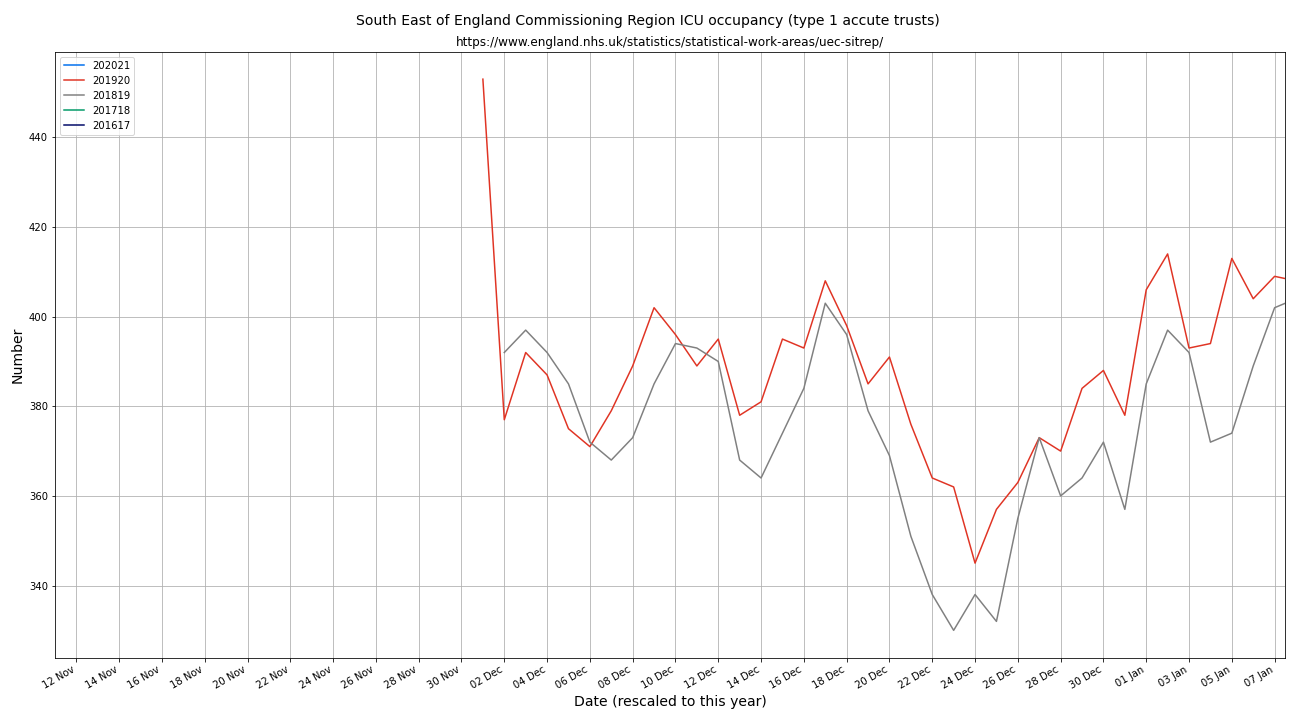 South East of England Commissioning Region ICU occupancy (type 1 accute trusts)
https://www.england.nhs.uk/statistics/statistical-work-areas/uec-sitrep/
202021
201920
201819
201718
201617
Number
440
420
400
380
360
340
12 Nov
14 Nov
16 Nov
18 Nov
20 Nov
22 Nov
24 Nov
26 Nov
28 Nov
30 Nov
02 Dec
04 Dec
06 Dec
08 Dec
10 Dec
12 Dec
14 Dec
16 Dec
18 Dec
20 Dec
22 Dec
24 Dec
26 Dec
28 Dec
30 Dec
01 Jan
03 Jan
05 Jan
07 Jan
Date (rescaled to this year)